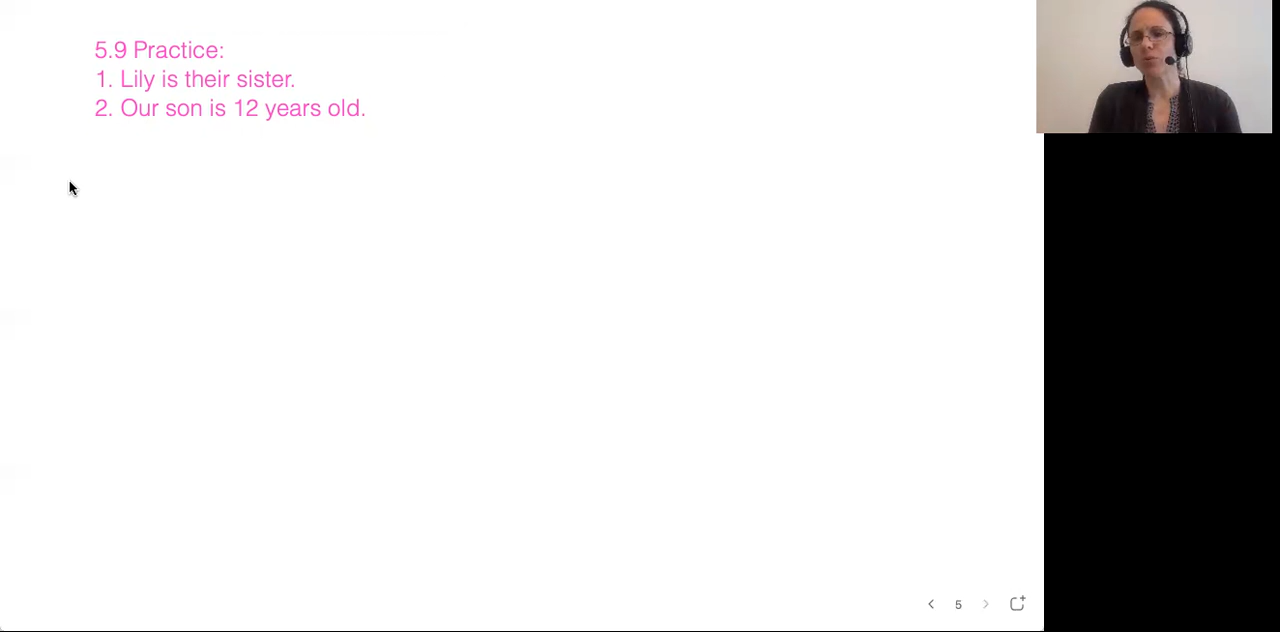 5.9 Practice:
1. Lily is their sister.
2. Our son is 12 years old.
5